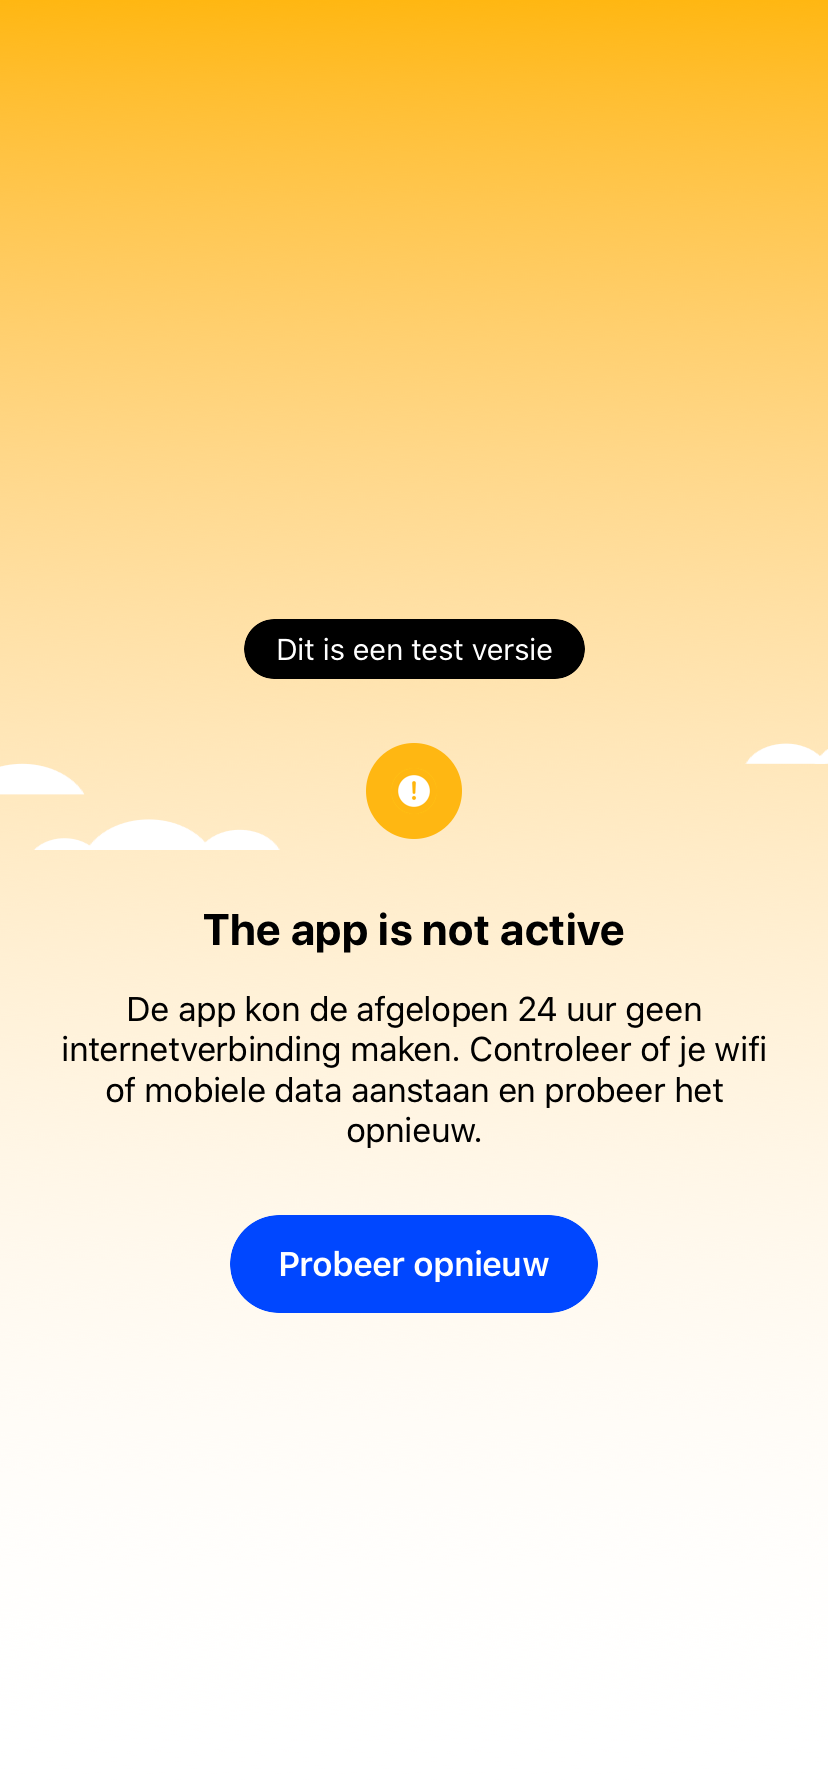 Dit is een test versie
The app is not active
De app kon de afgelopen 24 uur geen
internetverbinding maken. Controleer of je wifi
of mobiele data aanstaan en probeer het
opnieuw.
Probeer opnieuw